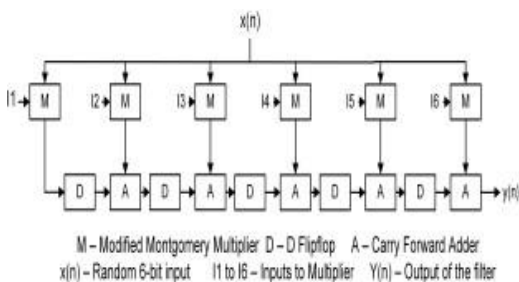 x(n)
I1 M I2 M I3 M I4 M I5 M I6 M
D A D A D A D A D A y(n)
M – Modified Montgomery Multiplier D – D Flipflop A – Carry Forward Adder
x(n) – Random 6-bit input I1 to I6 – Inputs to Multiplier Y(n) – Output of the filter